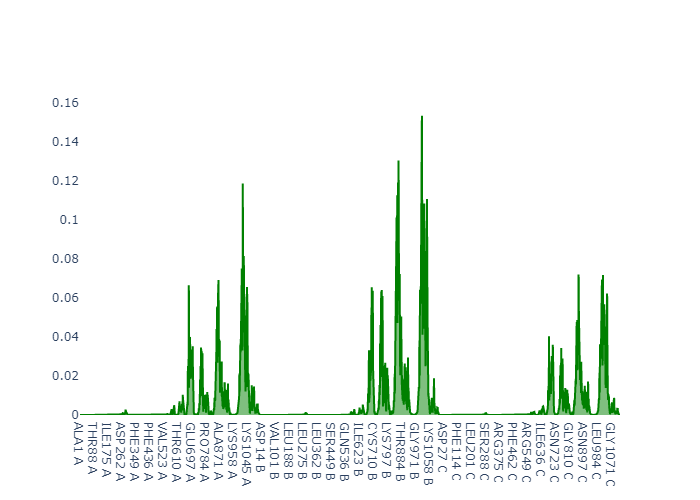 0.16
0.14
0.12
0.1
0.08
0.06
0.04
0.02
0
ALA1 A
THR88 A
ILE175 A
ASP262 A
PHE349 A
PHE436 A
VAL523 A
THR610 A
GLU697 A
PRO784 A
ALA871 A
LYS958 A
LYS1045 A
ASP14 B
VAL101 B
LEU188 B
LEU275 B
LEU362 B
SER449 B
GLN536 B
ILE623 B
CYS710 B
LYS797 B
THR884 B
GLY971 B
LYS1058 B
ASP27 C
PHE114 C
LEU201 C
SER288 C
ARG375 C
PHE462 C
ARG549 C
ILE636 C
ASN723 C
GLY810 C
ASN897 C
LEU984 C
GLY1071 C